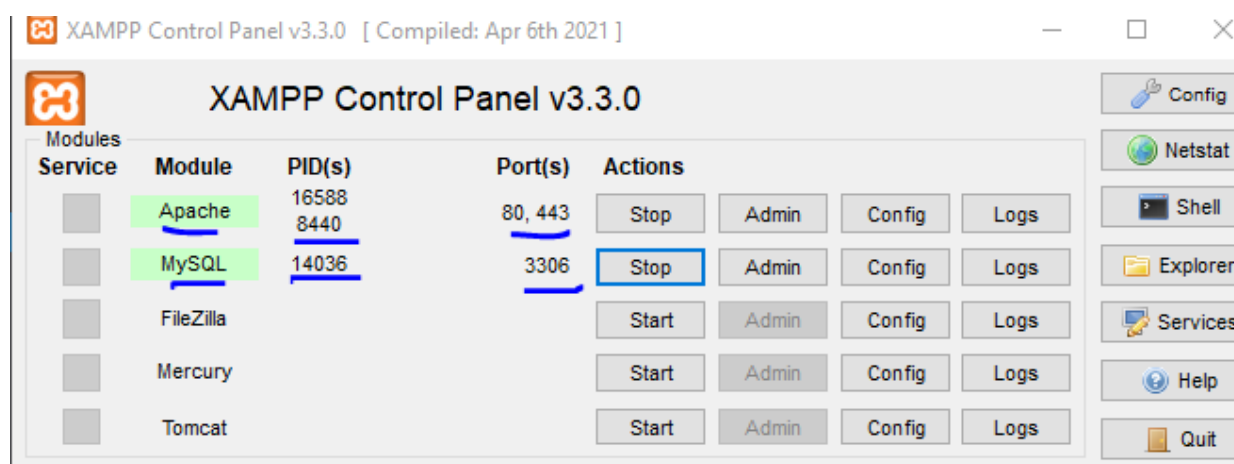 XAMPP Control Panel v3.3.0 [ Compiled: Apr 6th 2021 ]
XAMPP Control Panel v3.3.0
Config
Modules
Netstat
Service Module PID(s) Port(s) Actions
Apache 16588 8440 80, 443 Stop Admin Config Logs
Shell
MySQL 14036 3306 Stop Admin Config Logs
Explorer
FileZilla Start Admin Config Logs
Services
Mercury Start Admin Config Logs
Help
Tomcat Start Admin Config Logs
Quit